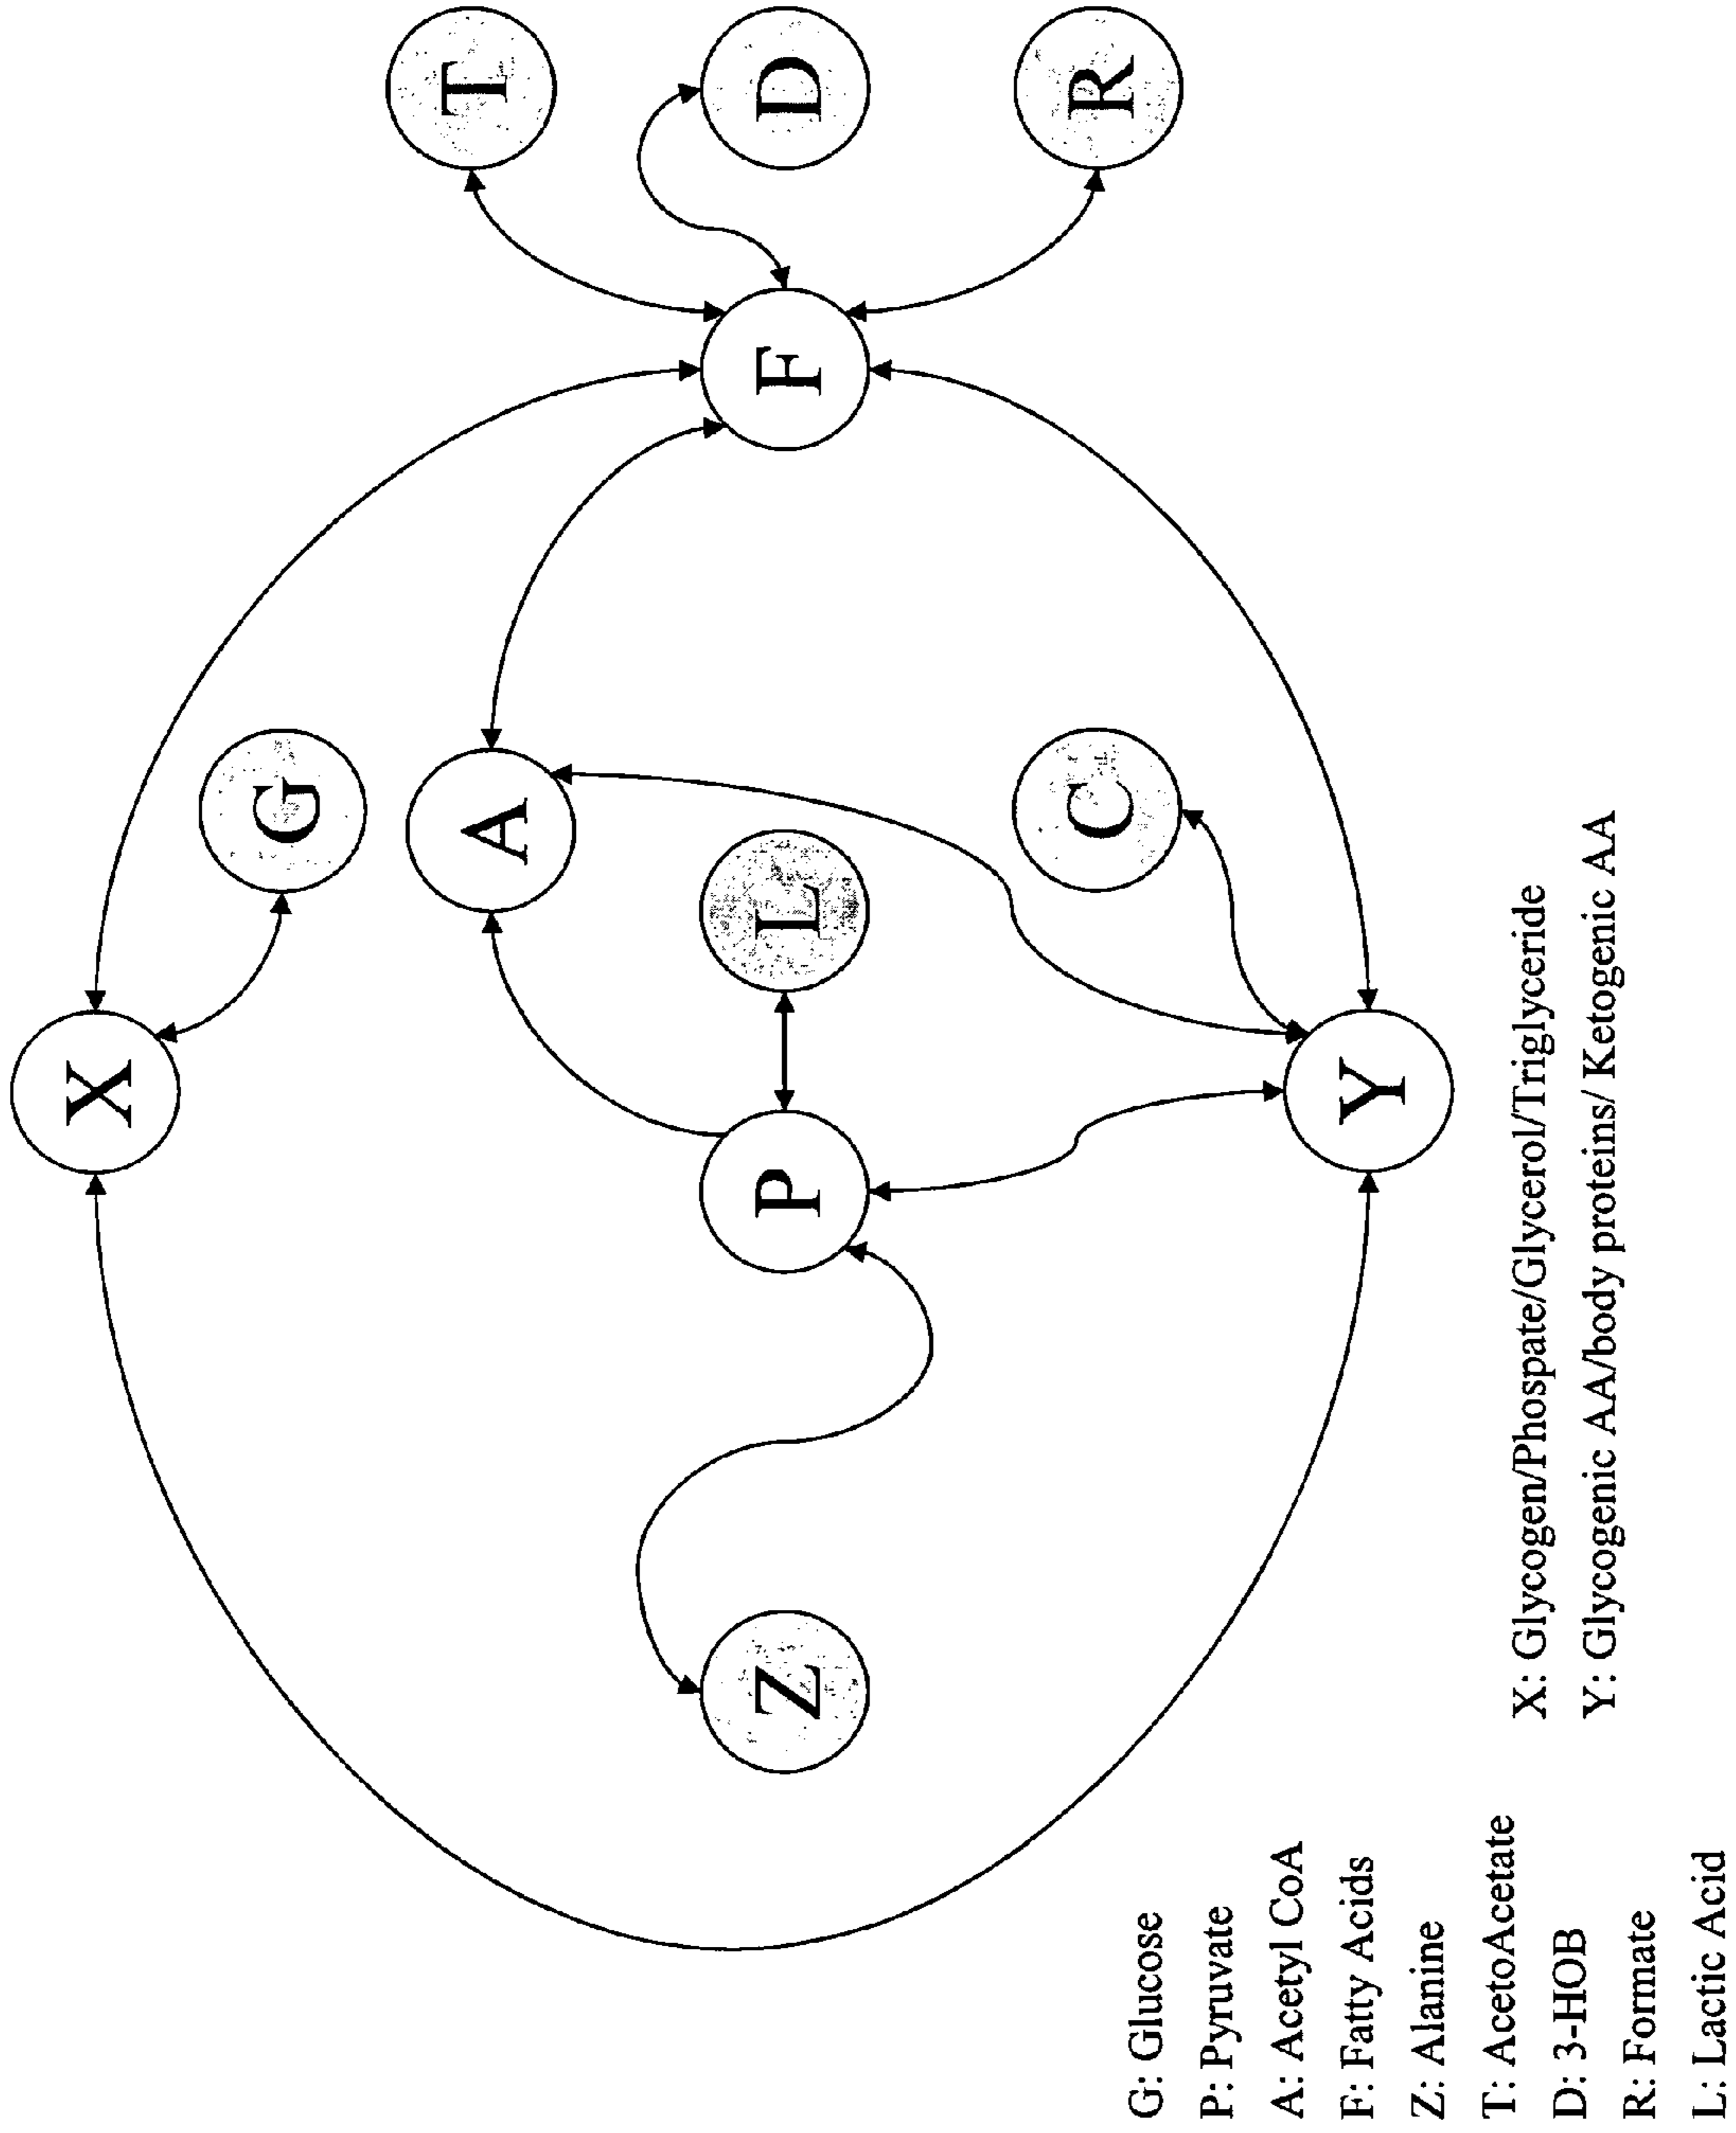 T
D
R
F
G
A
C
L
X
P
Y
Z
G: Glucose
P: Pyruvate
A: Acetyl CoA
F: Fatty Acids
Z: Alanine
T: AcetoAcetate
D: 3-HOB
R: Formate
L: Lactic Acid
X: Glycogen/Phospate/Glycerol/Triglyceride
Y: Glycogenic AA/body proteins/ Ketogenic AA